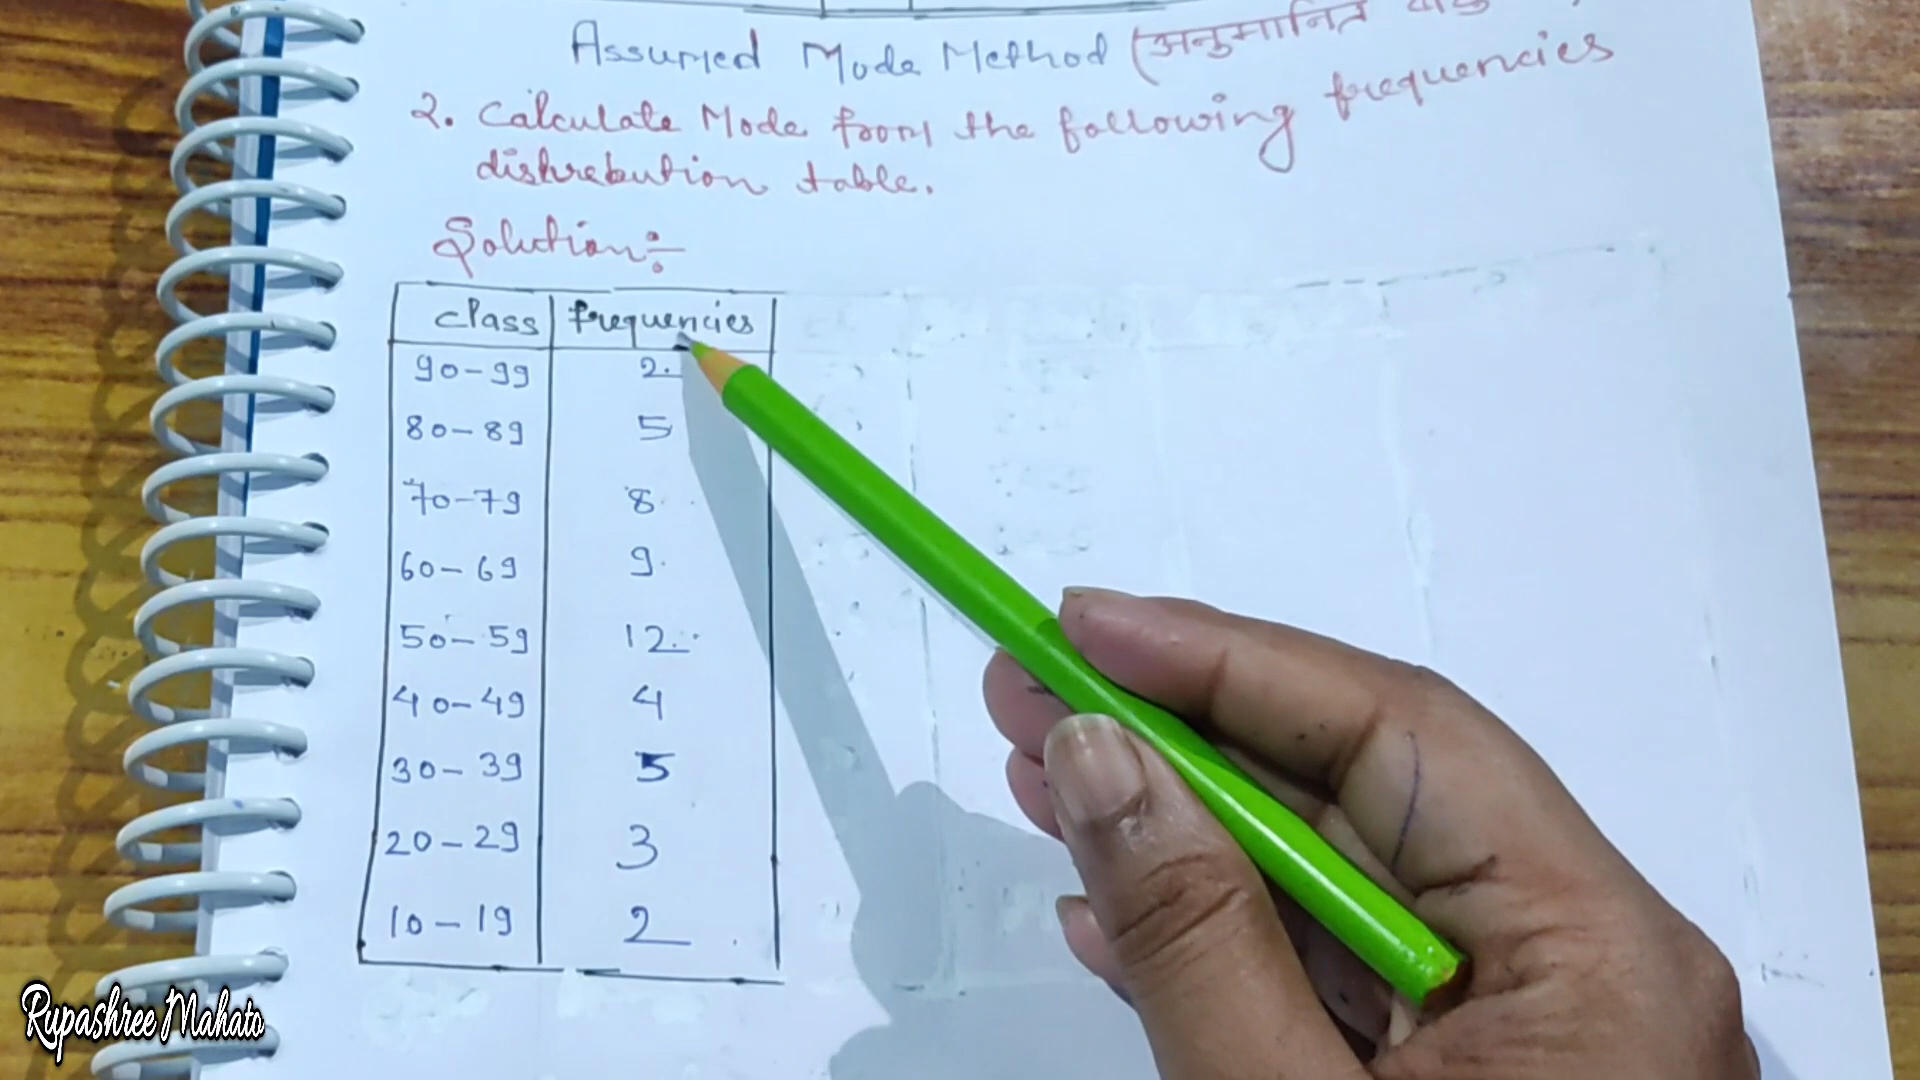 Assumed Mode Method (अनुमानित
2. Calculate Mode from the following frequencies
distrebution table.
Solution:-
class frequencies
90-99 2
80-89 5
70-79 8
60-69 9
50-59 12
40-49 4
30-39 5
20-29 3
10-19 2
Rupashree Mahato